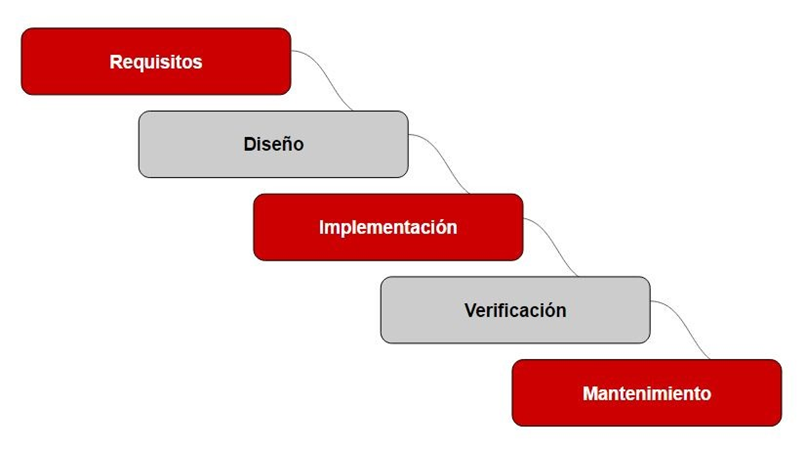 Requisitos
Diseño
Implementación
Verificación
Mantenimiento